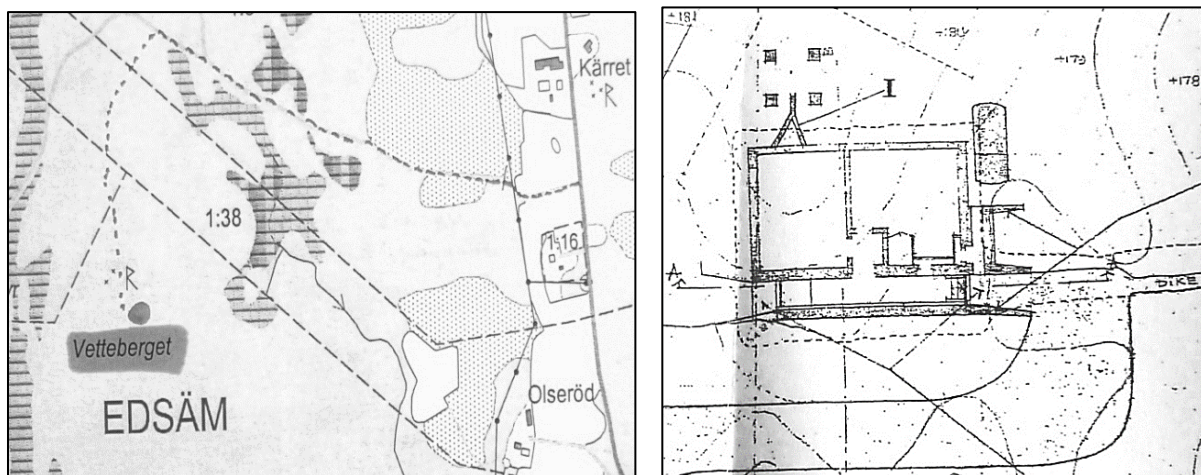 Kärret
R
1:38
1:16
R
Vetteberget
Olseröd
EDSÄM
+181
+180
+179
+178
I
A
DIKE